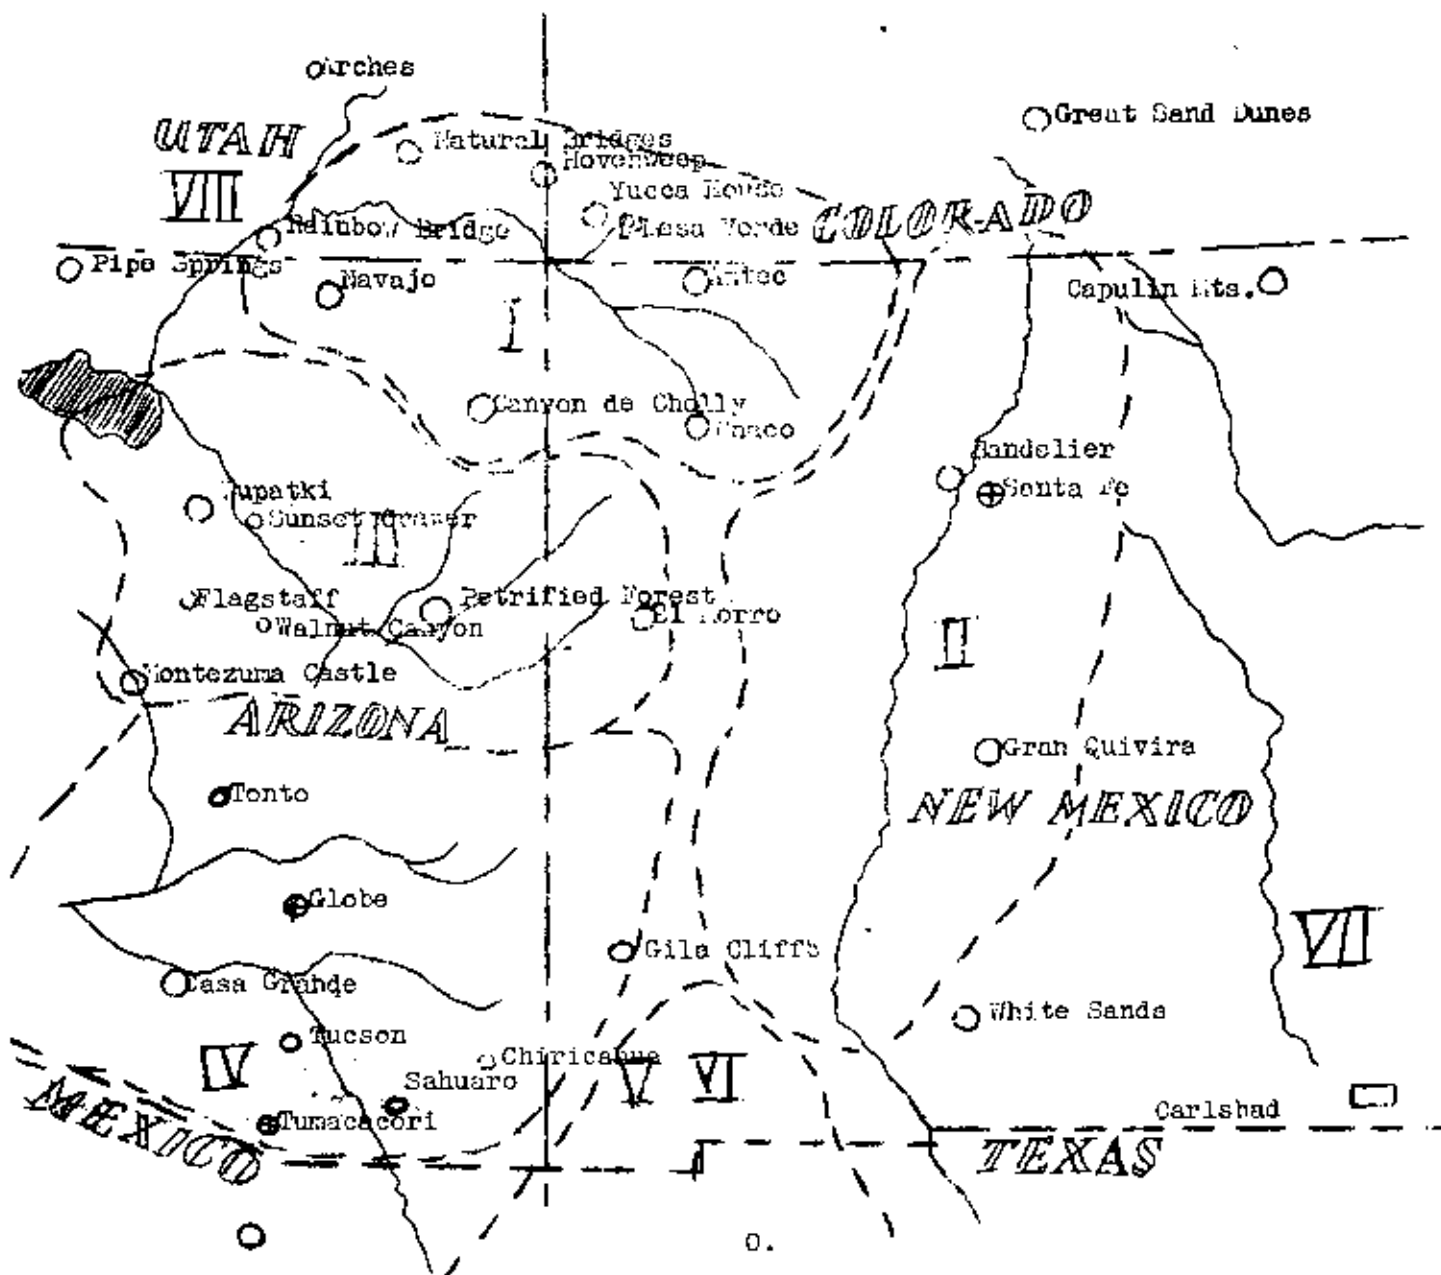 Arches
Great Sand Dunes
UTAH
Natural Bridges
Hovenweep
VIII
Yucca House
COLORADO
Mesa Verde
Rainbow Bridge
Pipe Springs
Navajo
Aztec
Capulin Mts.
I
Canyon de Cholly
Chaco
Bandelier
Wupatki
Santa Fe
Sunset Crater
III
Flagstaff
Petrified Forest
El Morro
Walnut Canyon
II
Montezuma Castle
ARIZONA
Gran Quivira
Tonto
NEW MEXICO
Globe
VII
Gila Cliffs
Casa Grande
White Sands
Tucson
Chiricahua
IV
V
VI
Sahuaro
MEXICO
Tumacacori
Carlsbad
TEXAS
o.